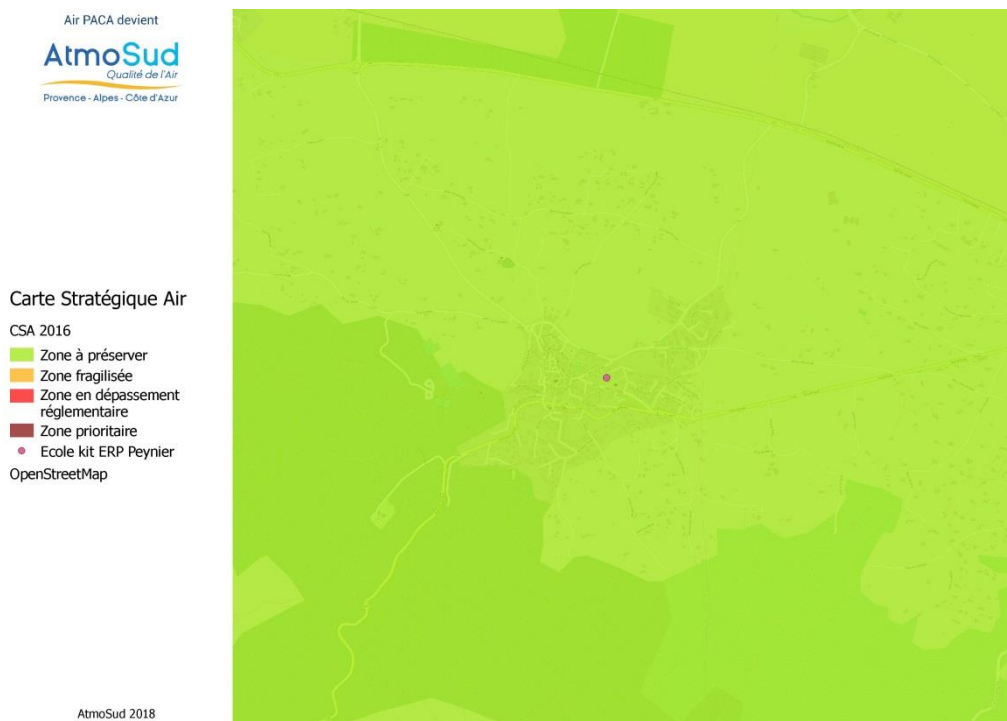 Air PACA devient
AtmoSud
Qualité de l'Air
Provence - Alpes - Côte d'Azur
Carte Stratégique Air
CSA 2016
Zone à préserver
Zone fragilisée
Zone en dépassement
réglementaire
Zone prioritaire
Ecole kit ERP Peynier
OpenStreetMap
AtmoSud 2018